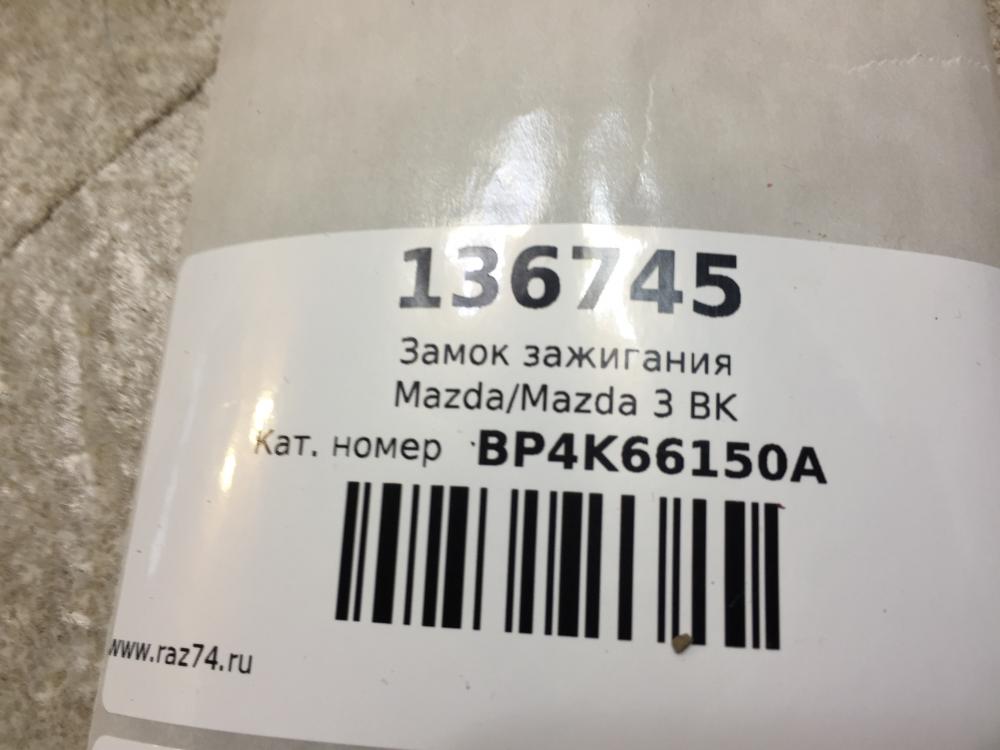 136745
Замок зажигания
Mazda/Mazda 3 BK
Кат. номер BP4K66150A
www.raz74.ru